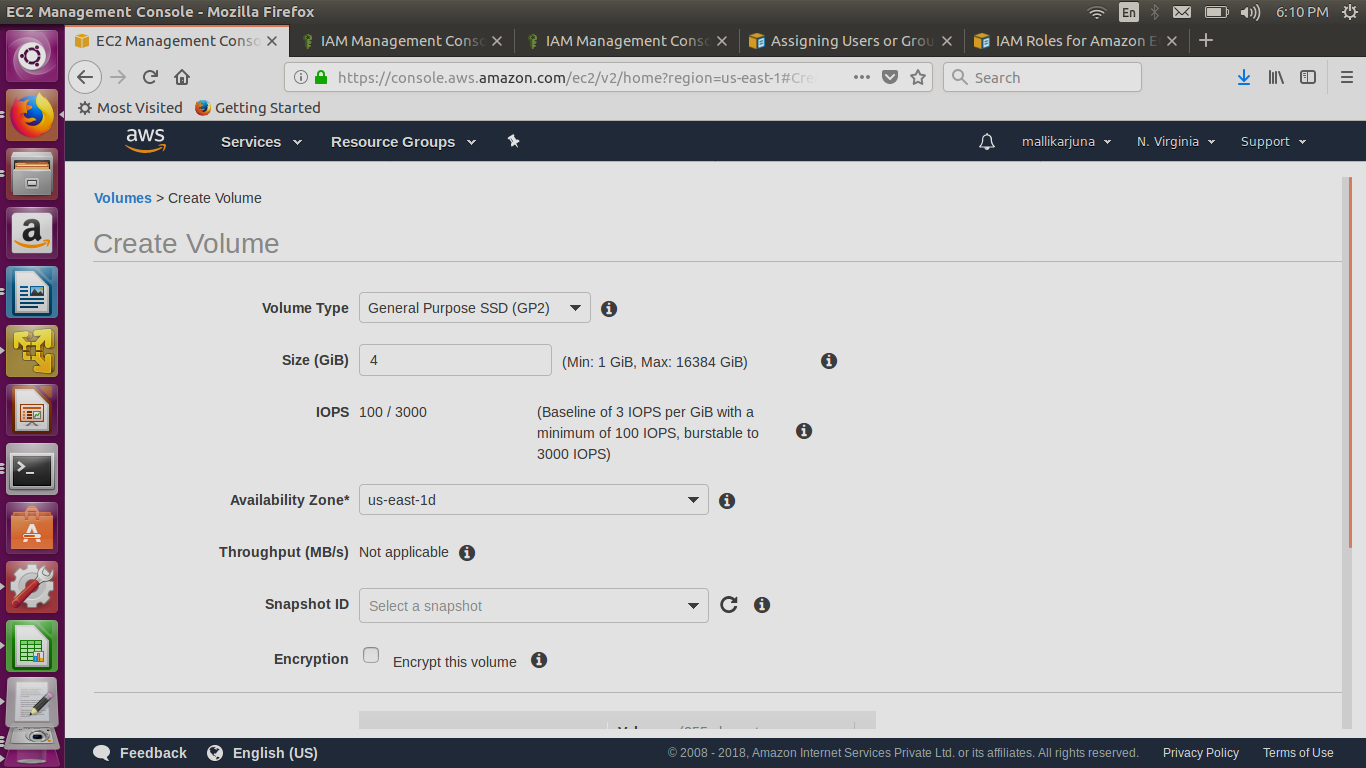 EC2 Management Console - Mozilla Firefox
En
6:10 PM
EC2 Management Conso
IAM Management Conso
IAM Management Conso
Assigning Users or Grou
IAM Roles for Amazon E
https://console.aws.amazon.com/ec2/v2/home?region=us-east-1#Cre
Search
Most Visited
Getting Started
aws
Services
Resource Groups
mallikarjuna
N. Virginia
Support
Volumes > Create Volume
Create Volume
Volume Type
General Purpose SSD (GP2)
Size (GiB)
4
(Min: 1 GiB, Max: 16384 GiB)
IOPS
100 / 3000
(Baseline of 3 IOPS per GiB with a
minimum of 100 IOPS, burstable to
3000 IOPS)
Availability Zone*
us-east-1d
Throughput (MB/s)
Not applicable
Snapshot ID
Select a snapshot
Encryption
Encrypt this volume
Feedback
English (US)
© 2008 - 2018, Amazon Internet Services Private Ltd. or its affiliates. All rights reserved.
Privacy Policy
Terms of Use